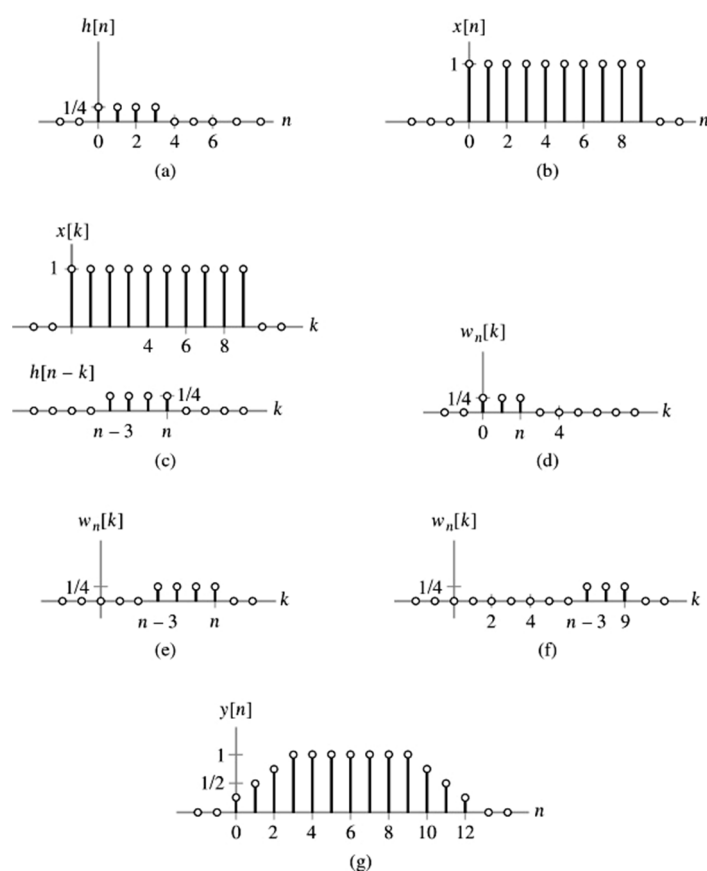 h[n]
1/4
n
0 2 4 6
(a)
x[n]
1
n
0 2 4 6 8
(b)
x[k]
1
k
4 6 8
h[n – k]
1/4
k
n – 3 n
(c)
w_n[k]
1/4
k
0 n 4
(d)
w_n[k]
1/4
k
n – 3 n
(e)
w_n[k]
1/4
k
2 4 n – 3 9
(f)
y[n]
1
1/2
n
0 2 4 6 8 10 12
(g)